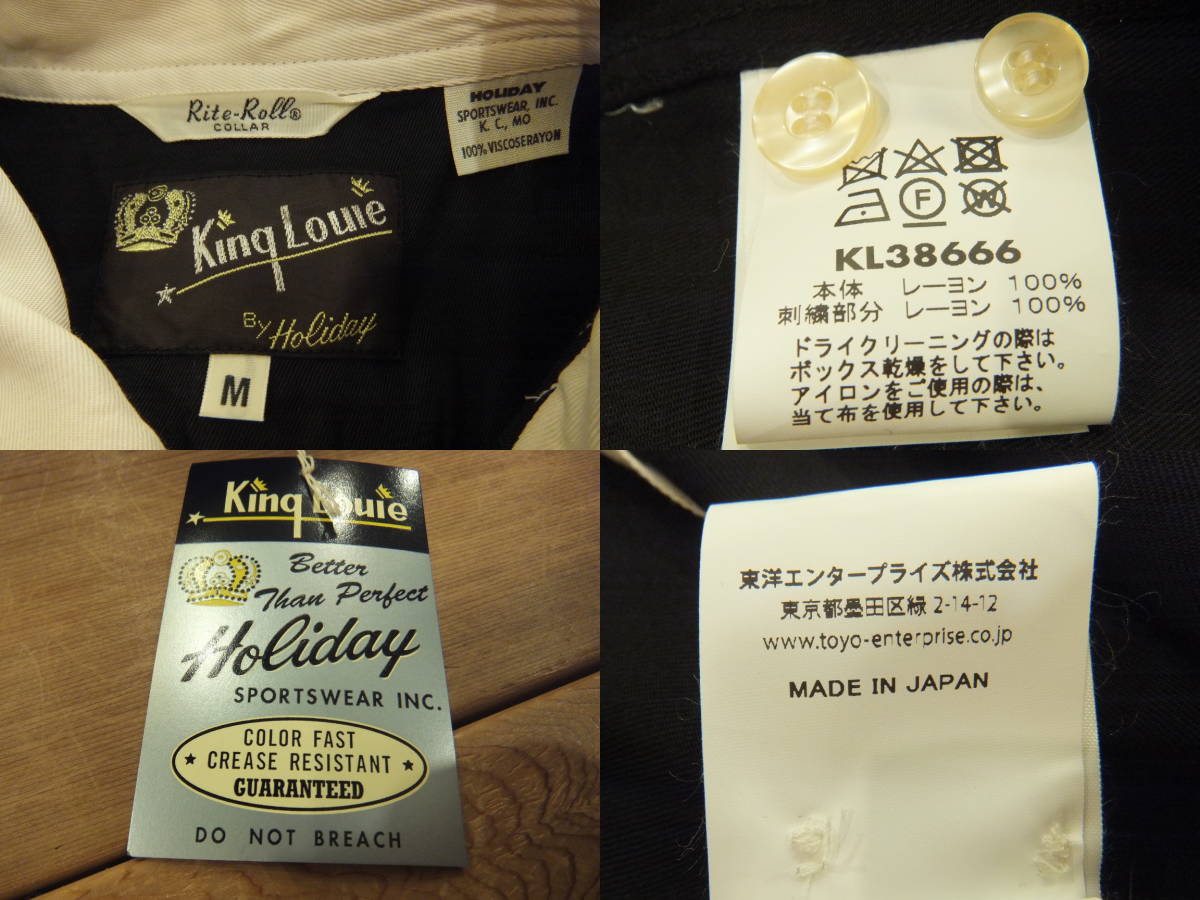 Rite-Roll®
COLLAR
HOLIDAY
SPORTSWEAR, INC.
K. C., MO
100% VISCOSERAYON
King Louie
By Holiday
M
F
W
KL38666
本体 レーヨン 100%
刺繍部分 レーヨン 100%
ドライクリーニングの際は
ボックス乾燥をして下さい。
アイロンをご使用の際は、
当て布を使用して下さい。
King Louie
Better
Than Perfect
Holiday
SPORTSWEAR INC.
COLOR FAST
CREASE RESISTANT
GUARANTEED
DO NOT BREACH
東洋エンタープライズ株式会社
東京都墨田区緑 2-14-12
www.toyo-enterprise.co.jp
MADE IN JAPAN